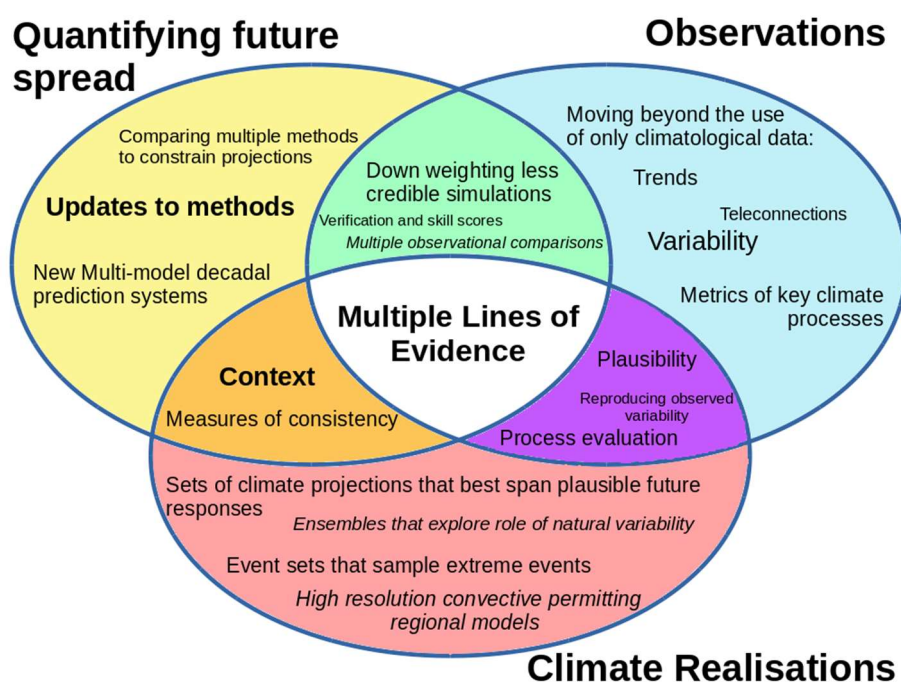 Quantifying future
spread
Observations
Comparing multiple methods
to constrain projections
Updates to methods
New Multi-model decadal
prediction systems
Down weighting less
credible simulations
Verification and skill scores
Multiple observational comparisons
Moving beyond the use
of only climatological data:
Trends
Teleconnections
Variability
Metrics of key climate
processes
Multiple Lines of
Evidence
Context
Measures of consistency
Plausibility
Reproducing observed
variability
Process evaluation
Sets of climate projections that best span plausible future
responses
Ensembles that explore role of natural variability
Event sets that sample extreme events
High resolution convective permitting
regional models
Climate Realisations